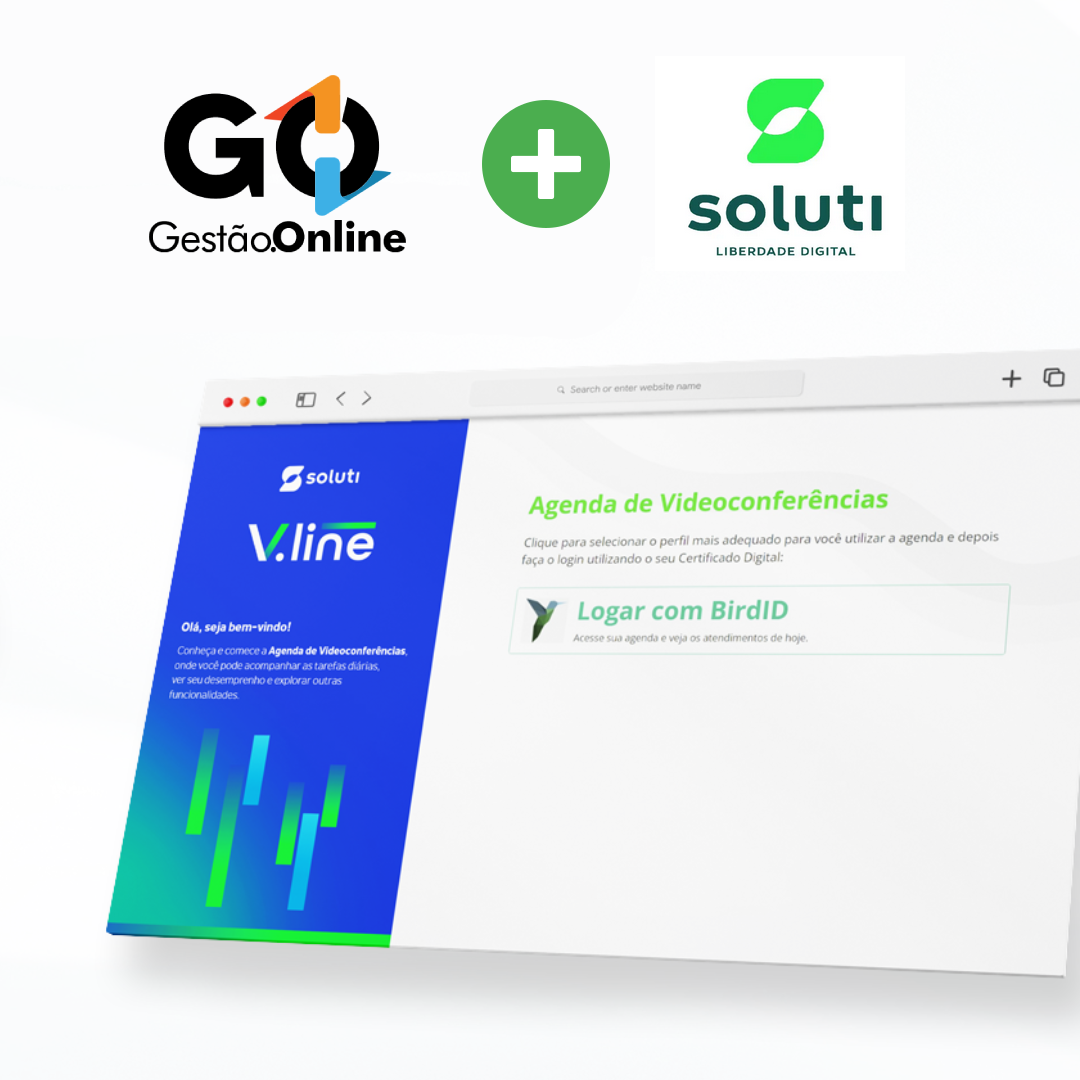 GO
Gestão.Online
soluti
LIBERDADE DIGITAL
Search or enter website name
soluti
V.line
Olá, seja bem-vindo!
Conheça e comece a Agenda de Videoconferências,
onde você pode acompanhar as tarefas diárias,
ver seu desempenho e explorar outras
funcionalidades.
Agenda de Videoconferências
Clique para selecionar o perfil mais adequado para você utilizar a agenda e depois
faça o login utilizando o seu Certificado Digital:
Logar com BirdID
Acesse sua agenda e veja os atendimentos de hoje.